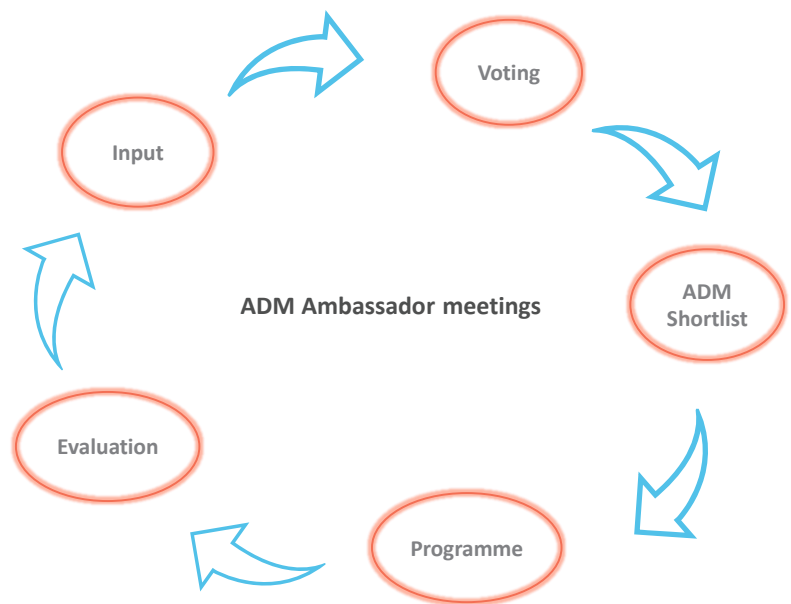 Voting
Input
ADM
Shortlist
ADM Ambassador meetings
Evaluation
Programme